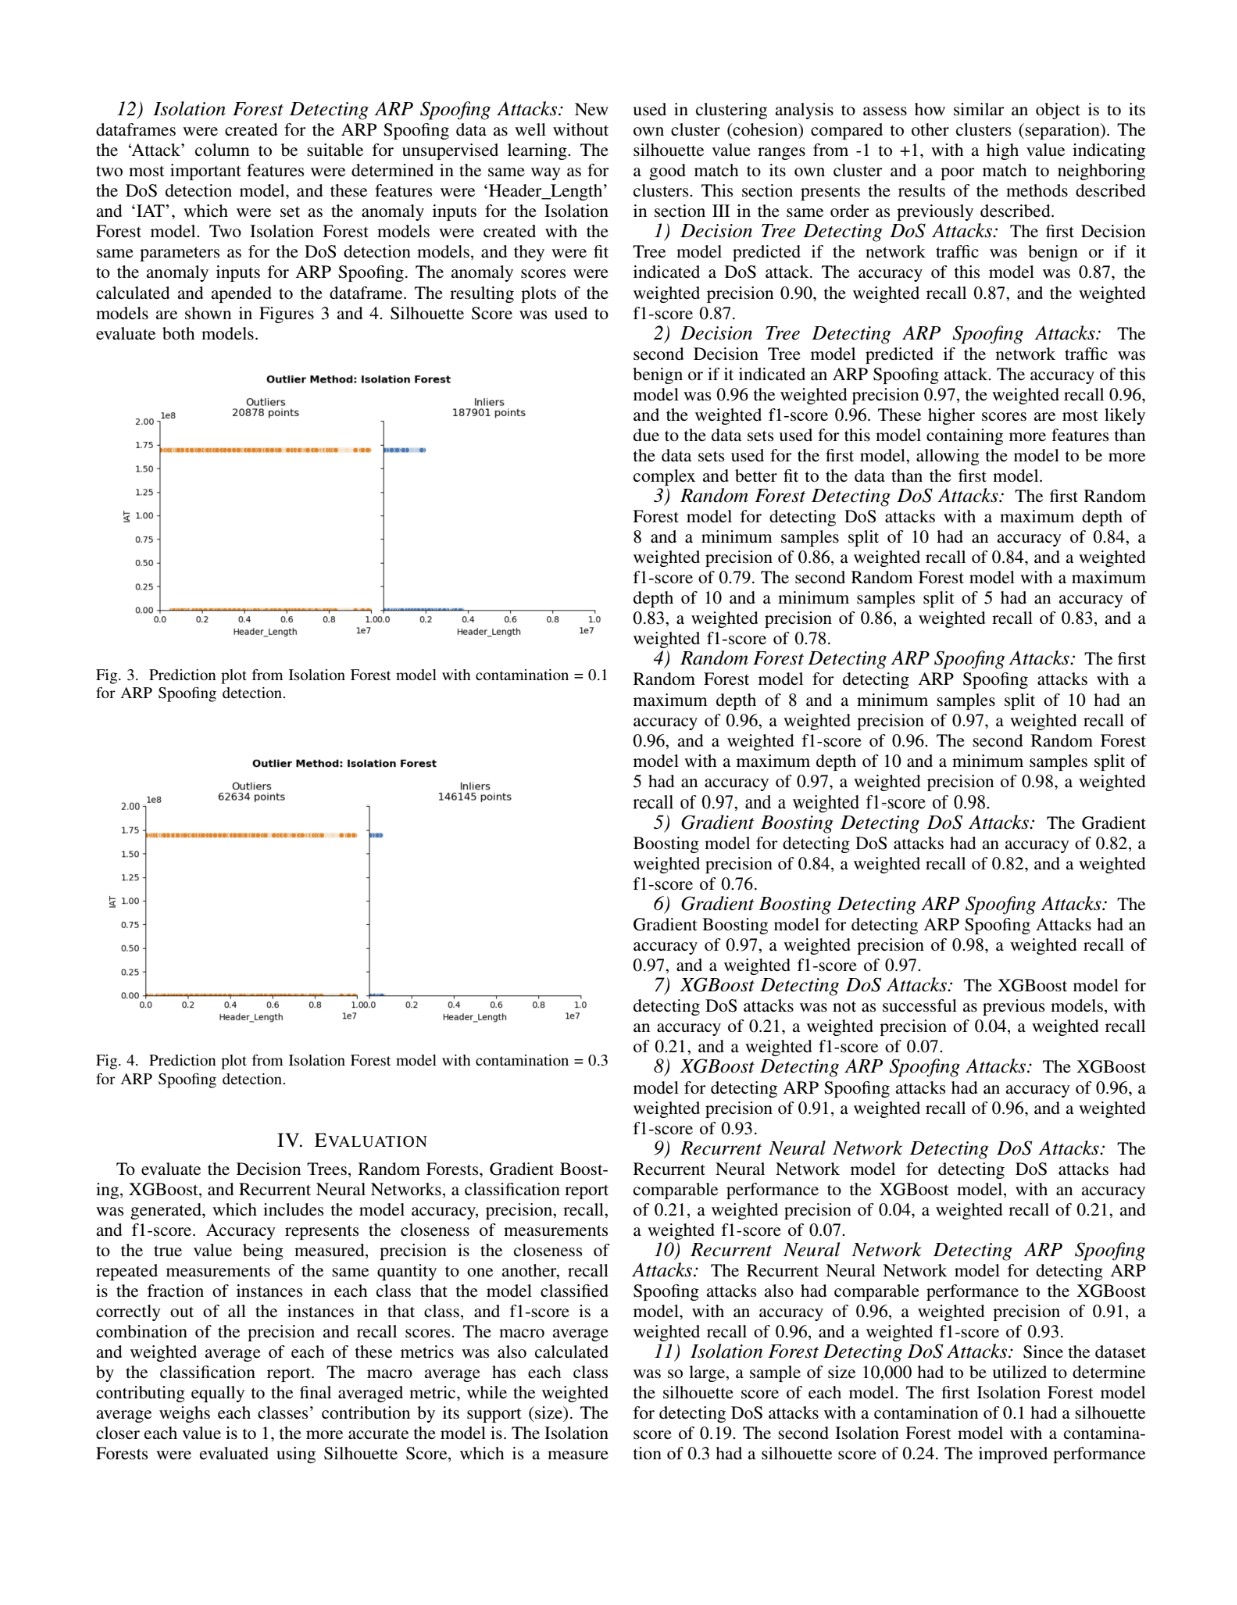 12) Isolation Forest Detecting ARP Spoofing Attacks: New
dataframes were created for the ARP Spoofing data as well without
the ‘Attack’ column to be suitable for unsupervised learning. The
two most important features were determined in the same way as for
the DoS detection model, and these features were ‘Header_Length’
and ‘IAT’, which were set as the anomaly inputs for the Isolation
Forest model. Two Isolation Forest models were created with the
same parameters as for the DoS detection models, and they were fit
to the anomaly inputs for ARP Spoofing. The anomaly scores were
calculated and apended to the dataframe. The resulting plots of the
models are shown in Figures 3 and 4. Silhouette Score was used to
evaluate both models.
Outlier Method: Isolation Forest
Outliers
20878 points
Inliers
187901 points
1e8
2.00
1.75
1.50
1.25
1.00
0.75
0.50
0.25
0.00
IAT
0.0 0.2 0.4 0.6 0.8 1.00.0 0.2 0.4 0.6 0.8 1.0
Header_Length 1e7 Header_Length 1e7
Fig. 3. Prediction plot from Isolation Forest model with contamination = 0.1
for ARP Spoofing detection.
Outlier Method: Isolation Forest
Outliers
62634 points
Inliers
146145 points
1e8
2.00
1.75
1.50
1.25
1.00
0.75
0.50
0.25
0.00
IAT
0.0 0.2 0.4 0.6 0.8 1.00.0 0.2 0.4 0.6 0.8 1.0
Header_Length 1e7 Header_Length 1e7
Fig. 4. Prediction plot from Isolation Forest model with contamination = 0.3
for ARP Spoofing detection.
IV. EVALUATION
To evaluate the Decision Trees, Random Forests, Gradient Boost-
ing, XGBoost, and Recurrent Neural Networks, a classification report
was generated, which includes the model accuracy, precision, recall,
and f1-score. Accuracy represents the closeness of measurements
to the true value being measured, precision is the closeness of
repeated measurements of the same quantity to one another, recall
is the fraction of instances in each class that the model classified
correctly out of all the instances in that class, and f1-score is a
combination of the precision and recall scores. The macro average
and weighted average of each of these metrics was also calculated
by the classification report. The macro average has each class
contributing equally to the final averaged metric, while the weighted
average weighs each classes’ contribution by its support (size). The
closer each value is to 1, the more accurate the model is. The Isolation
Forests were evaluated using Silhouette Score, which is a measure
used in clustering analysis to assess how similar an object is to its
own cluster (cohesion) compared to other clusters (separation). The
silhouette value ranges from -1 to +1, with a high value indicating
a good match to its own cluster and a poor match to neighboring
clusters. This section presents the results of the methods described
in section III in the same order as previously described.
1) Decision Tree Detecting DoS Attacks: The first Decision
Tree model predicted if the network traffic was benign or if it
indicated a DoS attack. The accuracy of this model was 0.87, the
weighted precision 0.90, the weighted recall 0.87, and the weighted
f1-score 0.87.
2) Decision Tree Detecting ARP Spoofing Attacks: The
second Decision Tree model predicted if the network traffic was
benign or if it indicated an ARP Spoofing attack. The accuracy of this
model was 0.96 the weighted precision 0.97, the weighted recall 0.96,
and the weighted f1-score 0.96. These higher scores are most likely
due to the data sets used for this model containing more features than
the data sets used for the first model, allowing the model to be more
complex and better fit to the data than the first model.
3) Random Forest Detecting DoS Attacks: The first Random
Forest model for detecting DoS attacks with a maximum depth of
8 and a minimum samples split of 10 had an accuracy of 0.84, a
weighted precision of 0.86, a weighted recall of 0.84, and a weighted
f1-score of 0.79. The second Random Forest model with a maximum
depth of 10 and a minimum samples split of 5 had an accuracy of
0.83, a weighted precision of 0.86, a weighted recall of 0.83, and a
weighted f1-score of 0.78.
4) Random Forest Detecting ARP Spoofing Attacks: The first
Random Forest model for detecting ARP Spoofing attacks with a
maximum depth of 8 and a minimum samples split of 10 had an
accuracy of 0.96, a weighted precision of 0.97, a weighted recall of
0.96, and a weighted f1-score of 0.96. The second Random Forest
model with a maximum depth of 10 and a minimum samples split of
5 had an accuracy of 0.97, a weighted precision of 0.98, a weighted
recall of 0.97, and a weighted f1-score of 0.98.
5) Gradient Boosting Detecting DoS Attacks: The Gradient
Boosting model for detecting DoS attacks had an accuracy of 0.82, a
weighted precision of 0.84, a weighted recall of 0.82, and a weighted
f1-score of 0.76.
6) Gradient Boosting Detecting ARP Spoofing Attacks: The
Gradient Boosting model for detecting ARP Spoofing Attacks had an
accuracy of 0.97, a weighted precision of 0.98, a weighted recall of
0.97, and a weighted f1-score of 0.97.
7) XGBoost Detecting DoS Attacks: The XGBoost model for
detecting DoS attacks was not as successful as previous models, with
an accuracy of 0.21, a weighted precision of 0.04, a weighted recall
of 0.21, and a weighted f1-score of 0.07.
8) XGBoost Detecting ARP Spoofing Attacks: The XGBoost
model for detecting ARP Spoofing attacks had an accuracy of 0.96, a
weighted precision of 0.91, a weighted recall of 0.96, and a weighted
f1-score of 0.93.
9) Recurrent Neural Network Detecting DoS Attacks: The
Recurrent Neural Network model for detecting DoS attacks had
comparable performance to the XGBoost model, with an accuracy
of 0.21, a weighted precision of 0.04, a weighted recall of 0.21, and
a weighted f1-score of 0.07.
10) Recurrent Neural Network Detecting ARP Spoofing
Attacks: The Recurrent Neural Network model for detecting ARP
Spoofing attacks also had comparable performance to the XGBoost
model, with an accuracy of 0.96, a weighted precision of 0.91, a
weighted recall of 0.96, and a weighted f1-score of 0.93.
11) Isolation Forest Detecting DoS Attacks: Since the dataset
was so large, a sample of size 10,000 had to be utilized to determine
the silhouette score of each model. The first Isolation Forest model
for detecting DoS attacks with a contamination of 0.1 had a silhouette
score of 0.19. The second Isolation Forest model with a contamina-
tion of 0.3 had a silhouette score of 0.24. The improved performance